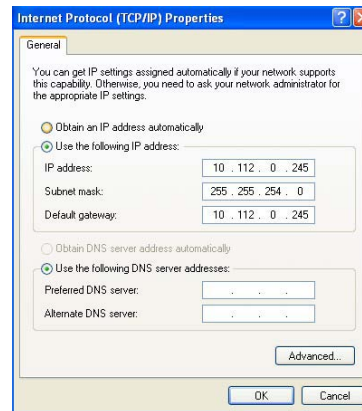 Internet Protocol (TCP/IP) Properties
General
You can get IP settings assigned automatically if your network supports
this capability. Otherwise, you need to ask your network administrator for
the appropriate IP settings.
Obtain an IP address automatically
Use the following IP address:
IP address: 10 . 112 . 0 . 245
Subnet mask: 255 . 255 . 254 . 0
Default gateway: 10 . 112 . 0 . 245
Obtain DNS server address automatically
Use the following DNS server addresses:
Preferred DNS server: . . .
Alternate DNS server: . . .
Advanced...
OK Cancel